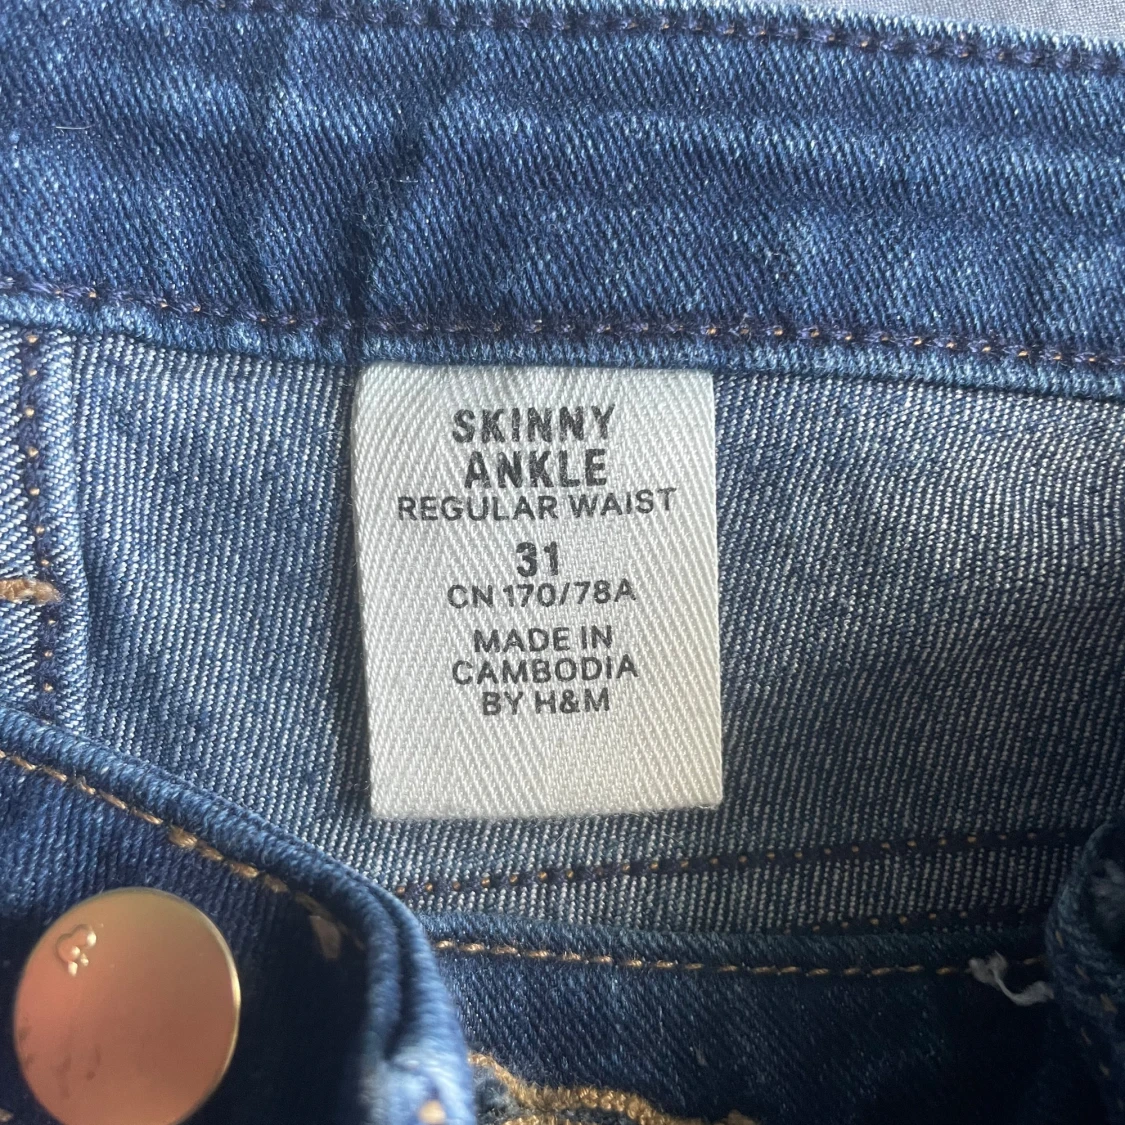 SKINNY
ANKLE
REGULAR WAIST
31
CN 170/78A
MADE IN
CAMBODIA
BY H&M